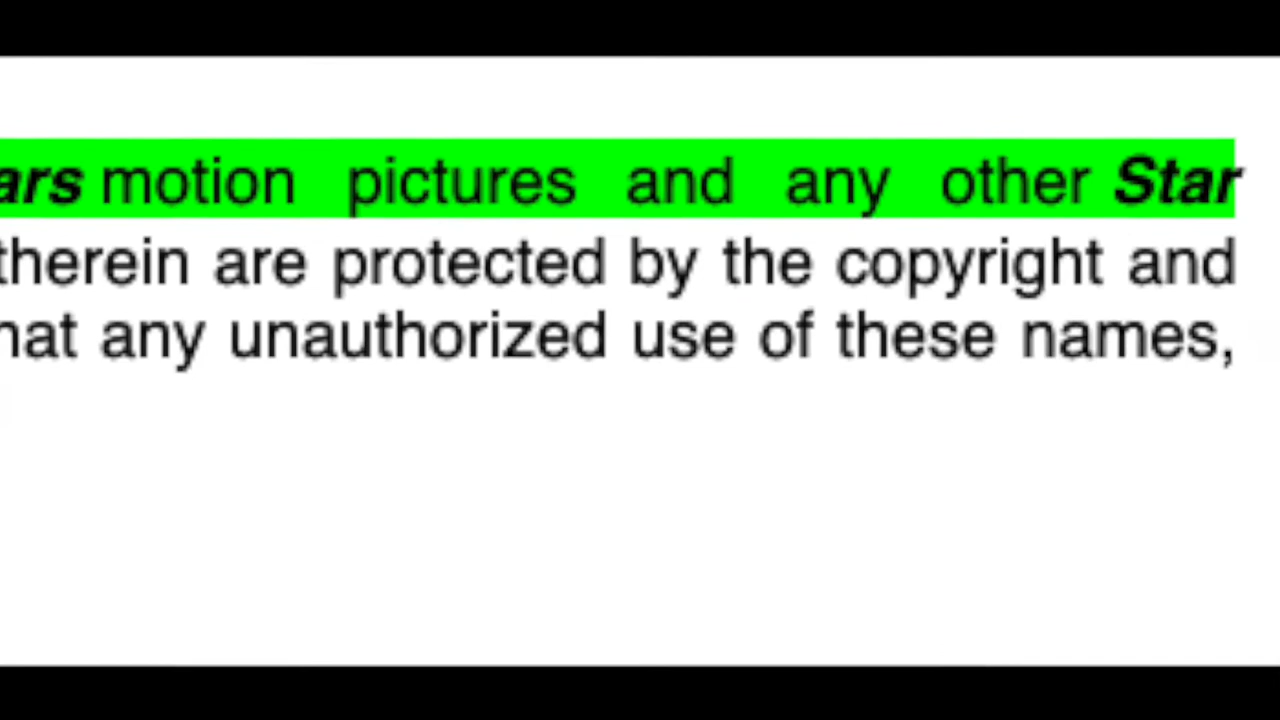 ars motion pictures and any other Star
therein are protected by the copyright and
hat any unauthorized use of these names,